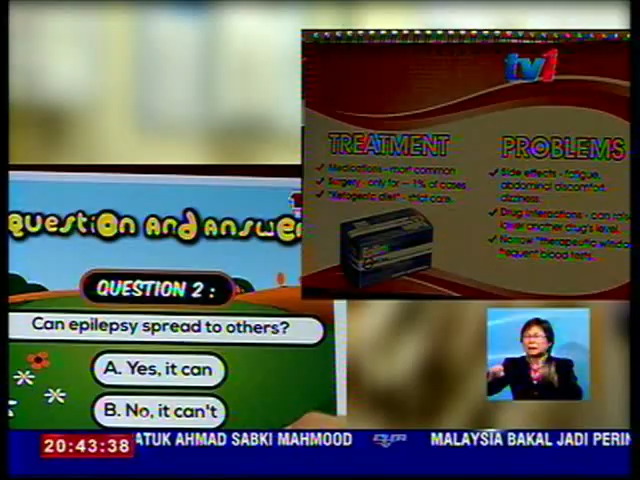 tv1
TREATMENT
Medications - most common
Surgery - only for ~ 1% of cases
"Ketogenic diet" - strict care.
PROBLEMS
Side effects - fatigue,
abdominal discomfort,
dizziness.
Drug interactions - can
lower another drug's level.
Narrow "therapeutic
frequent blood tests.
Question And Answe
QUESTION 2 :
Can epilepsy spread to others?
A. Yes, it can
B. No, it can't
20:43:38
ATUK AHMAD SABKI MAHMOOD
MALAYSIA BAKAL JADI PERIN